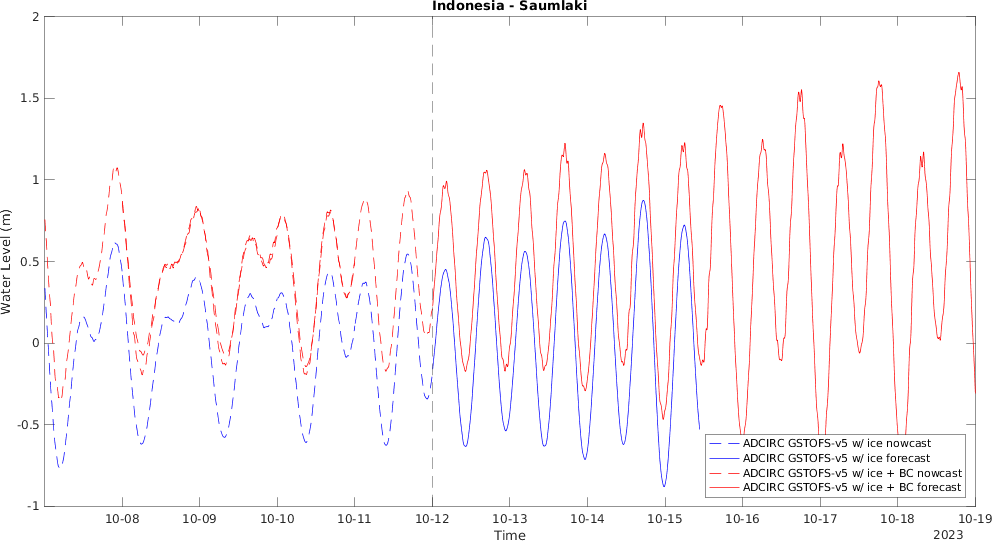 Indonesia - Saumlaki
Water Level (m)
2
1.5
1
0.5
0
-0.5
-1
ADCIRC GSTOFS-v5 w/ ice nowcast
ADCIRC GSTOFS-v5 w/ ice forecast
ADCIRC GSTOFS-v5 w/ ice + BC nowcast
ADCIRC GSTOFS-v5 w/ ice + BC forecast
10-08 10-09 10-10 10-11 10-12 10-13 10-14 10-15 10-16 10-17 10-18 10-19
Time
2023